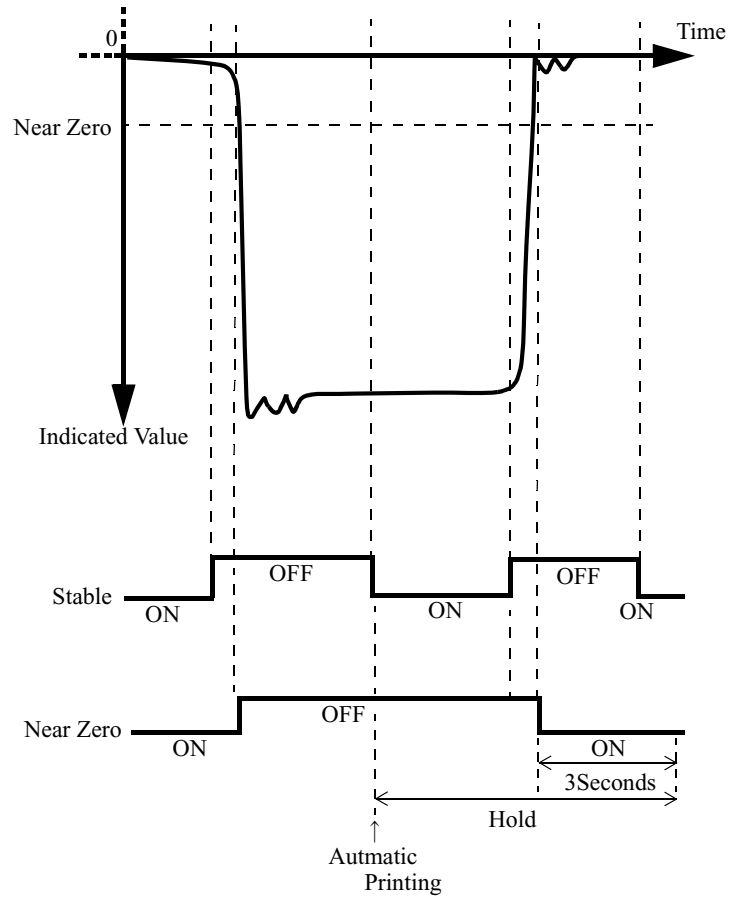 0
Time
Near Zero
Indicated Value
OFF
OFF
Stable
ON
ON
ON
OFF
Near Zero
ON
ON
3Seconds
Hold
↑
Autmatic
Printing